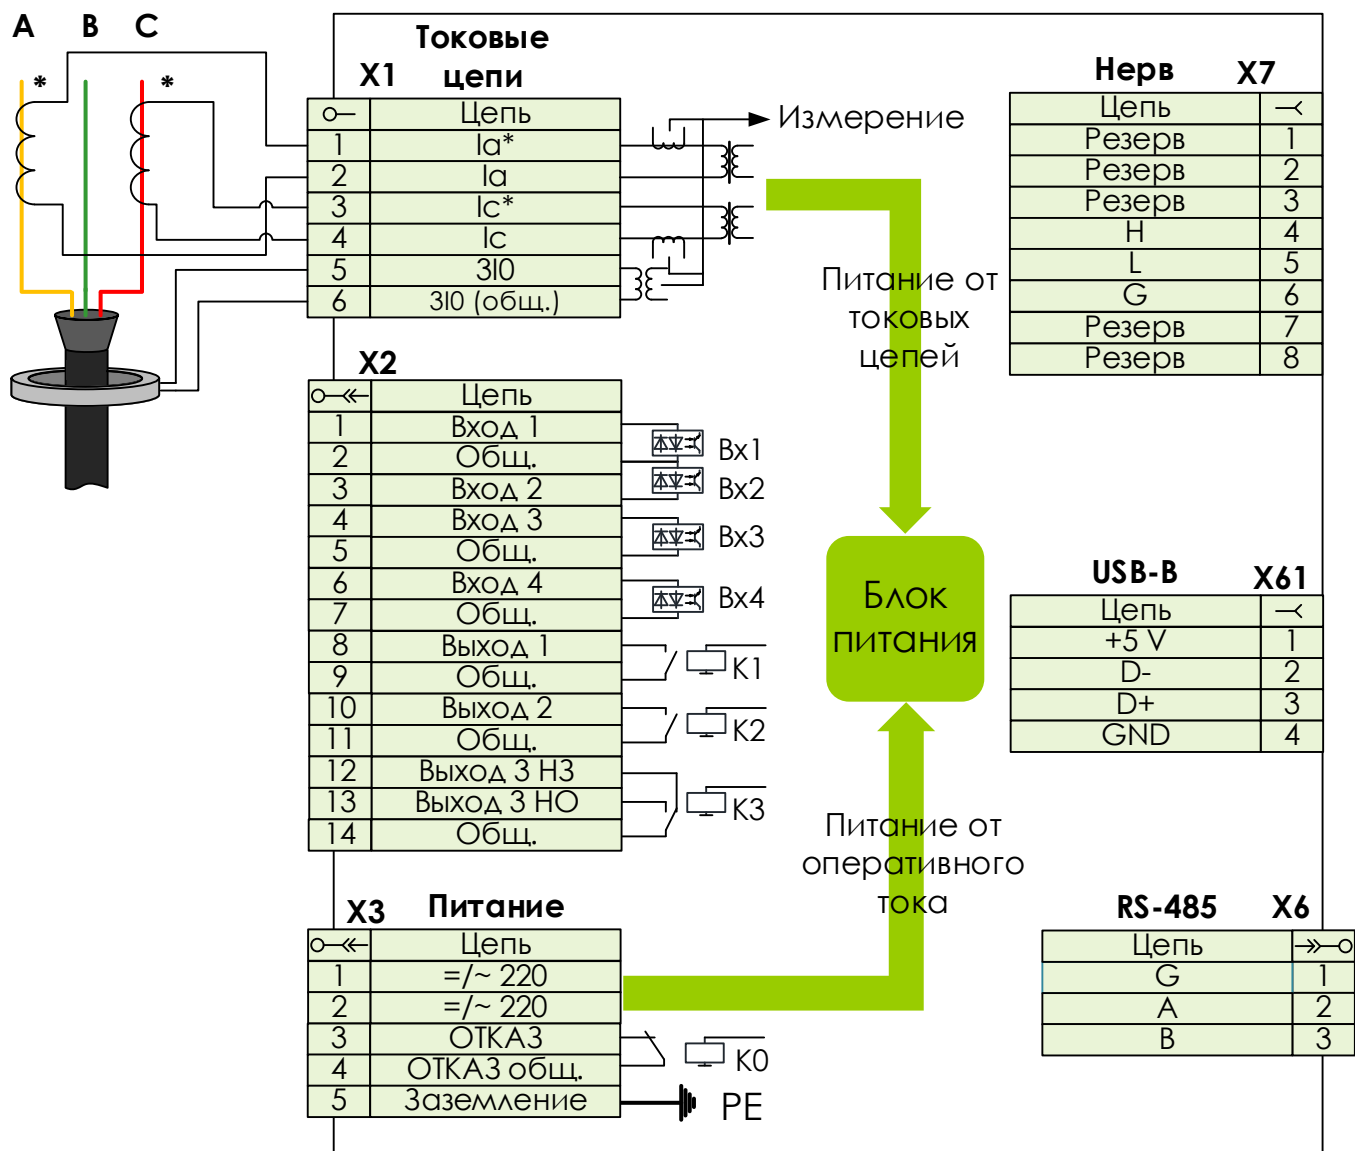 A B C
* *
Токовые
цепи
X1
Цепь
1 Ia*
2 Ia
3 Ic*
4 Ic
5 3I0
6 3I0 (общ.)
Измерение
X2
Цепь
1 Вход 1
2 Общ.
3 Вход 2
4 Вход 3
5 Общ.
6 Вход 4
7 Общ.
8 Выход 1
9 Общ.
10 Выход 2
11 Общ.
12 Выход 3 НЗ
13 Выход 3 НО
14 Общ.
Вх1
Вх2
Вх3
Вх4
К1
К2
К3
X3 Питание
Цепь
1 =/~ 220
2 =/~ 220
3 ОТКАЗ
4 ОТКАЗ общ.
5 Заземление
К0
PE
Питание от
токовых
цепей
Блок
питания
Питание от
оперативного
тока
Нерв X7
Цепь
Резерв 1
Резерв 2
Резерв 3
H 4
L 5
G 6
Резерв 7
Резерв 8
USB-B X61
Цепь
+5 V 1
D- 2
D+ 3
GND 4
RS-485 X6
Цепь
G 1
A 2
B 3